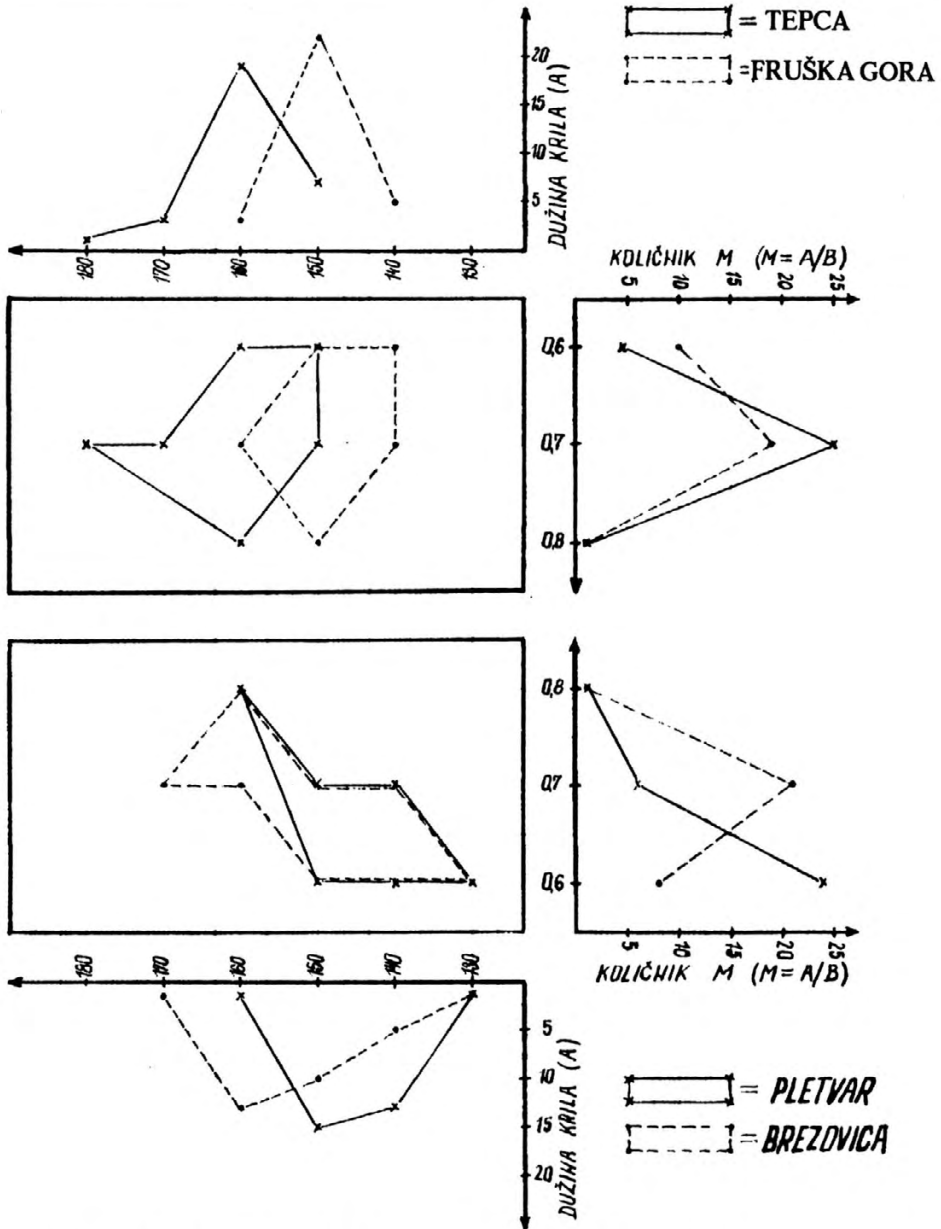 = TEPCA
= FRUŠKA GORA
20
15
10
5
DUŽINA KRILA (A)
180 170 160 150 140 130
KOLIČNIK M (M = A/B)
5 10 15 20 25
0,6
0,7
0,8
0,8
0,7
0,6
5 10 15 20 25
KOLIČNIK M (M = A/B)
180 170 160 150 140 130
5
10
15
20
DUŽINA KRILA (A)
= PLETVAR
= BREZOVICA